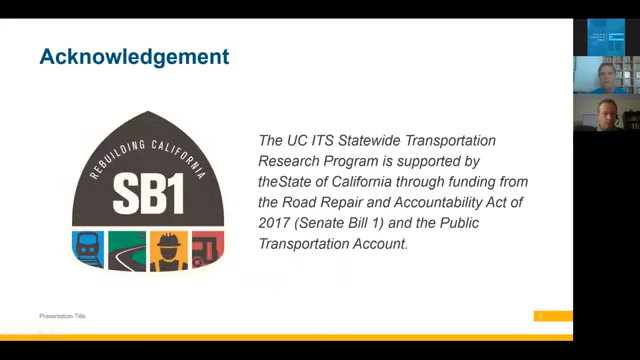 Acknowledgement
REBUILDING CALIFORNIA
SB1
The UC ITS Statewide Transportation
Research Program is supported by
theState of California through funding from
the Road Repair and Accountability Act of
2017 (Senate Bill 1) and the Public
Transportation Account.
Presentation Title